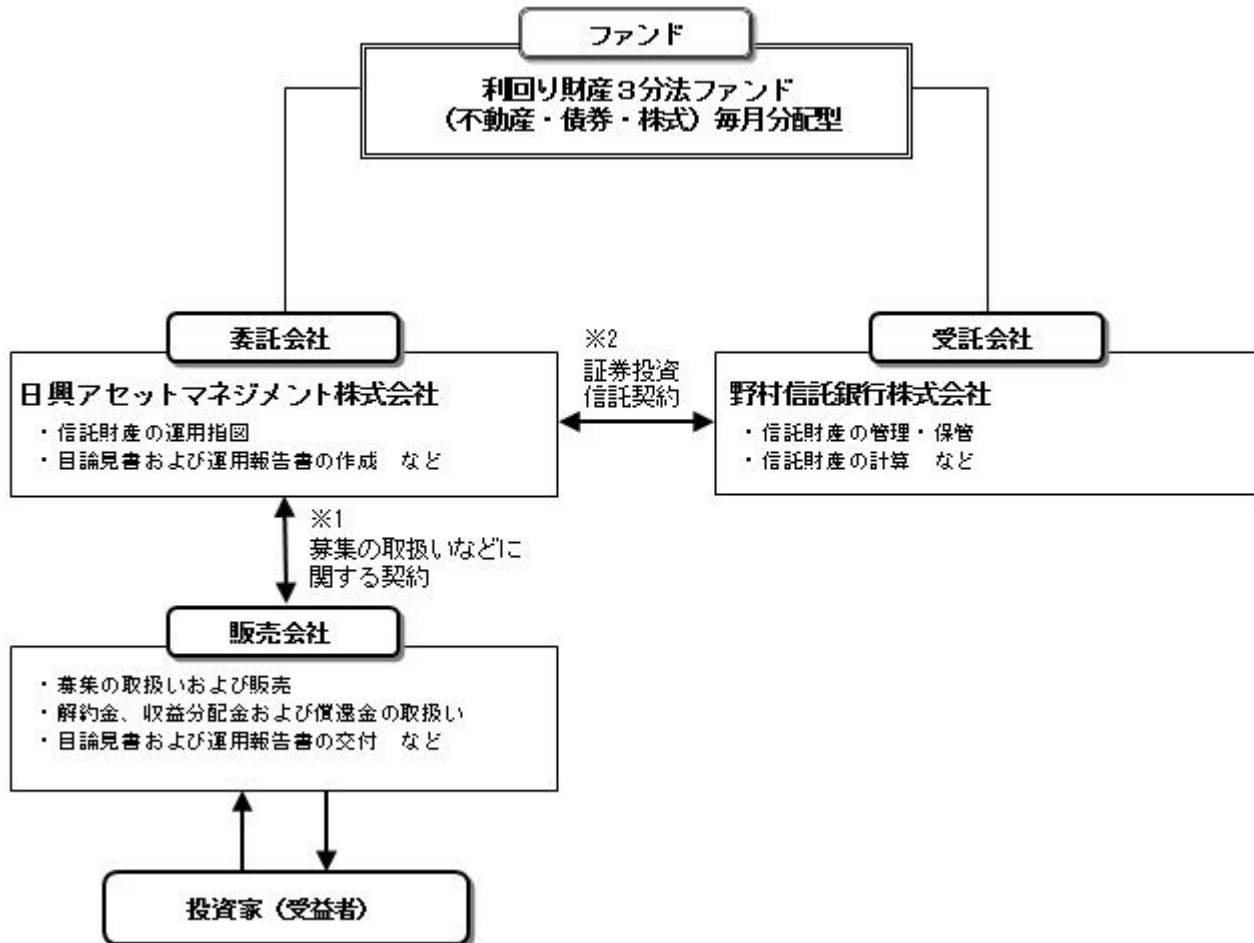 ファンド
利回り財産3分法ファンド
（不動産・債券・株式）毎月分配型
委託会社
日興アセットマネジメント株式会社
・信託財産の運用指図
・目論見書および運用報告書の作成　など
※2
証券投資
信託契約
受託会社
野村信託銀行株式会社
・信託財産の管理・保管
・信託財産の計算　など
※1
募集の取扱いなどに
関する契約
販売会社
・募集の取扱いおよび販売
・解約金、収益分配金および償還金の取扱い
・目論見書および運用報告書の交付　など
投資家（受益者）